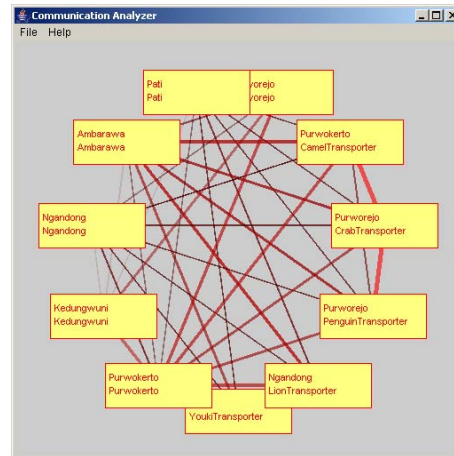 Communication Analyzer
File Help
Pati
Pati
vorejo
vorejo
Ambarawa
Ambarawa
Purwokerto
CamelTransporter
Ngandong
Ngandong
Purworejo
CrabTransporter
Kedungwuni
Kedungwuni
Purworejo
PenguinTransporter
Purwokerto
Purwokerto
Ngandong
LionTransporter
YoukiTransporter